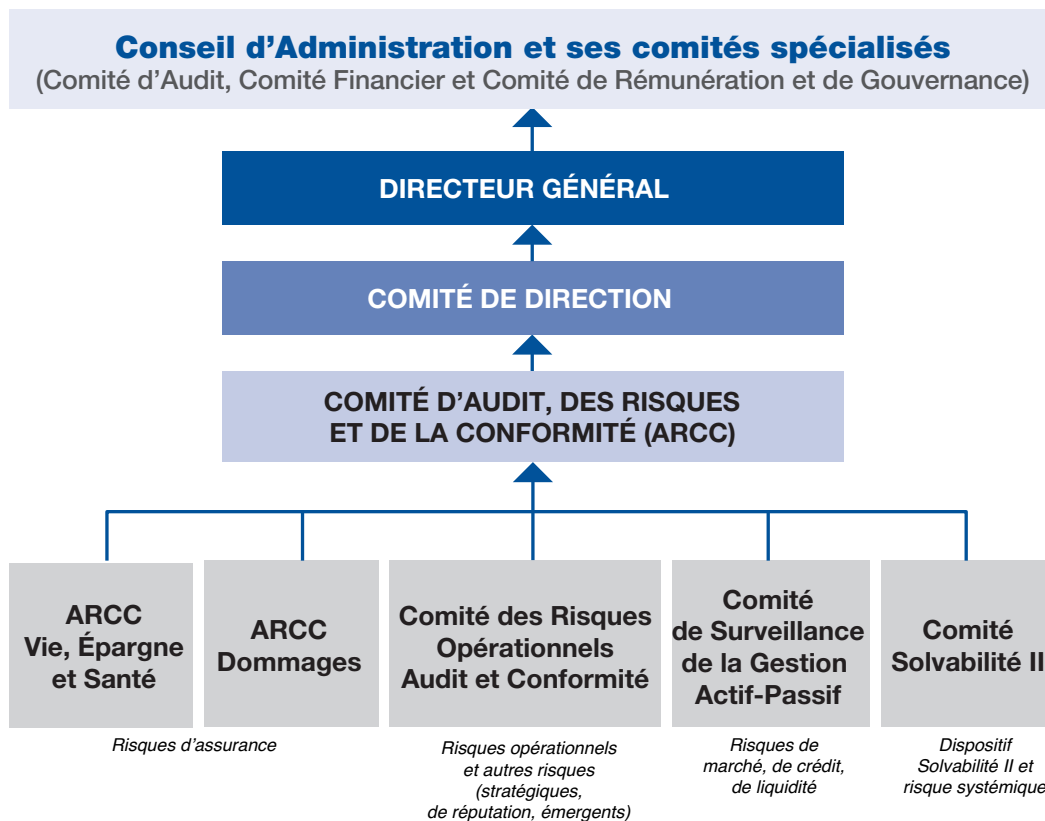 Conseil d’Administration et ses comités spécialisés
(Comité d’Audit, Comité Financier et Comité de Rémunération et de Gouvernance)
DIRECTEUR GÉNÉRAL
COMITÉ DE DIRECTION
COMITÉ D’AUDIT, DES RISQUES
ET DE LA CONFORMITÉ (ARCC)
ARCC
Vie, Épargne
et Santé
ARCC
Dommages
Risques d’assurance
Comité des Risques
Opérationnels
Audit et Conformité
Risques opérationnels
et autres risques
(stratégiques,
de réputation, émergents)
Comité
de Surveillance
de la Gestion
Actif-Passif
Risques de
marché, de crédit,
de liquidité
Comité
Solvabilité II
Dispositif
Solvabilité II et
risque systémique